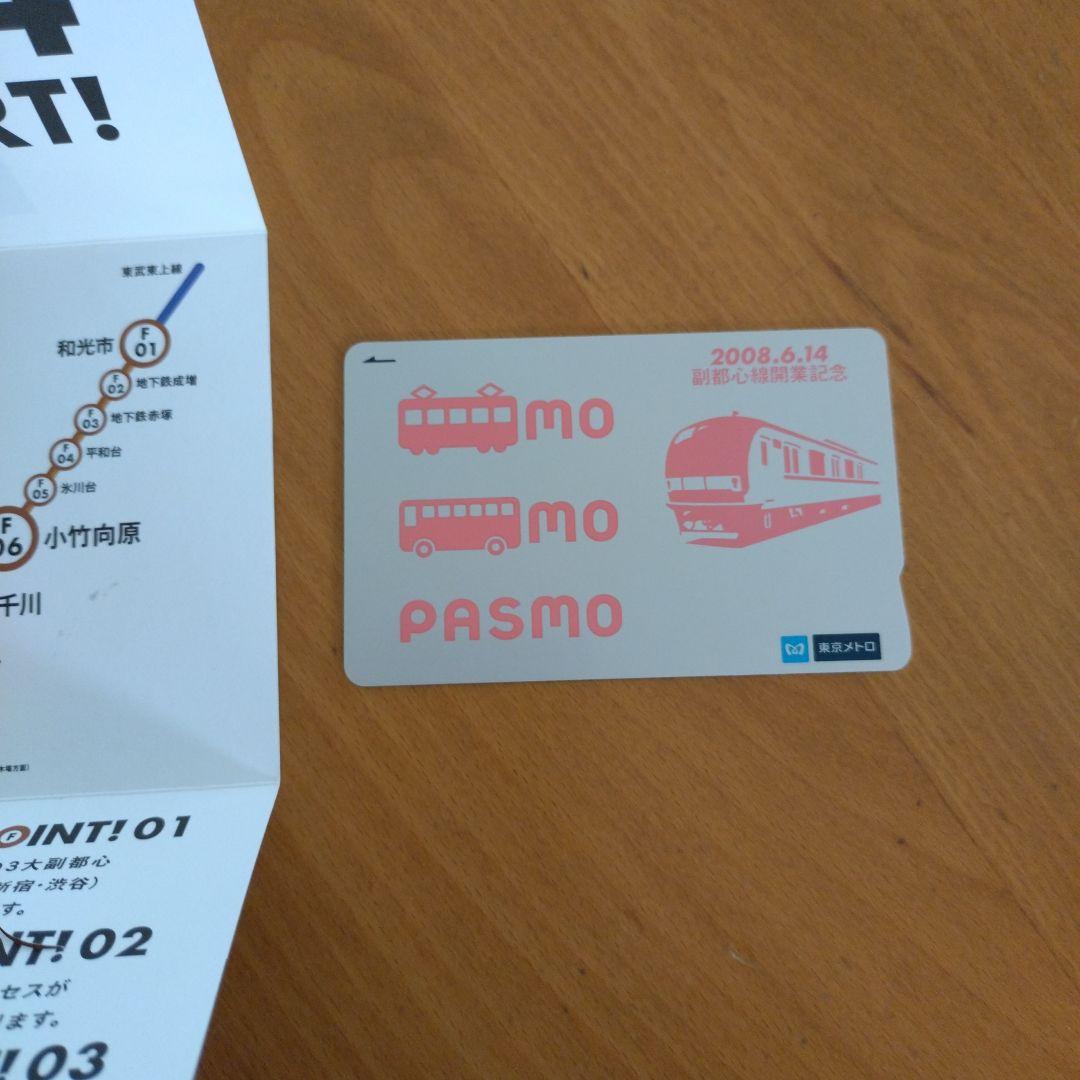 RT!
東武東上線
和光市
F
01
F
02
地下鉄成増
F
03
地下鉄赤塚
F
04
平和台
F
05
氷川台
F
06
小竹向原
千川
OINT! 01
3大副都心
新宿・渋谷)
す。
NT! 02
セスが
ます。
! 03
2008.6.14
副都心線開業記念
mo
mo
PASMO
東京メトロ